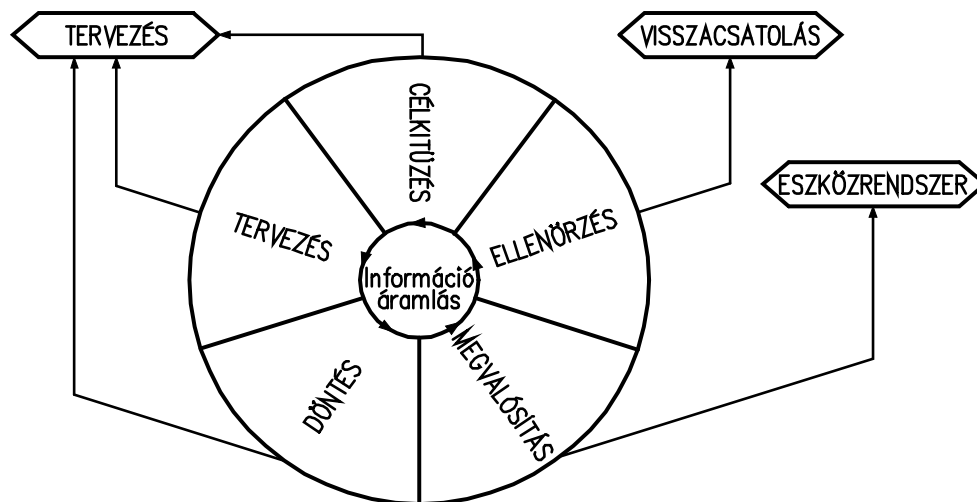 TERVEZÉS
VISSZACSATOLÁS
ESZKÖZRENDSZER
CÉLKITŰZÉS
TERVEZÉS
ELLENŐRZÉS
Információ
áramlás
DÖNTÉS
MEGVALÓSÍTÁS